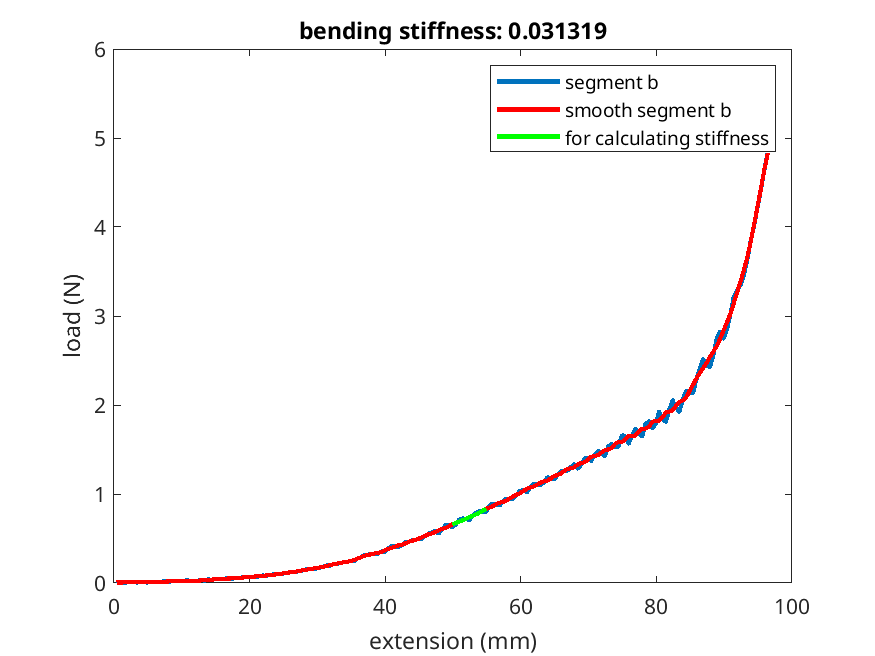 bending stiffness: 0.031319
6
segment b
smooth segment b
for calculating stiffness
5
4
3
2
1
0
load (N)
0 20 40 60 80 100
extension (mm)